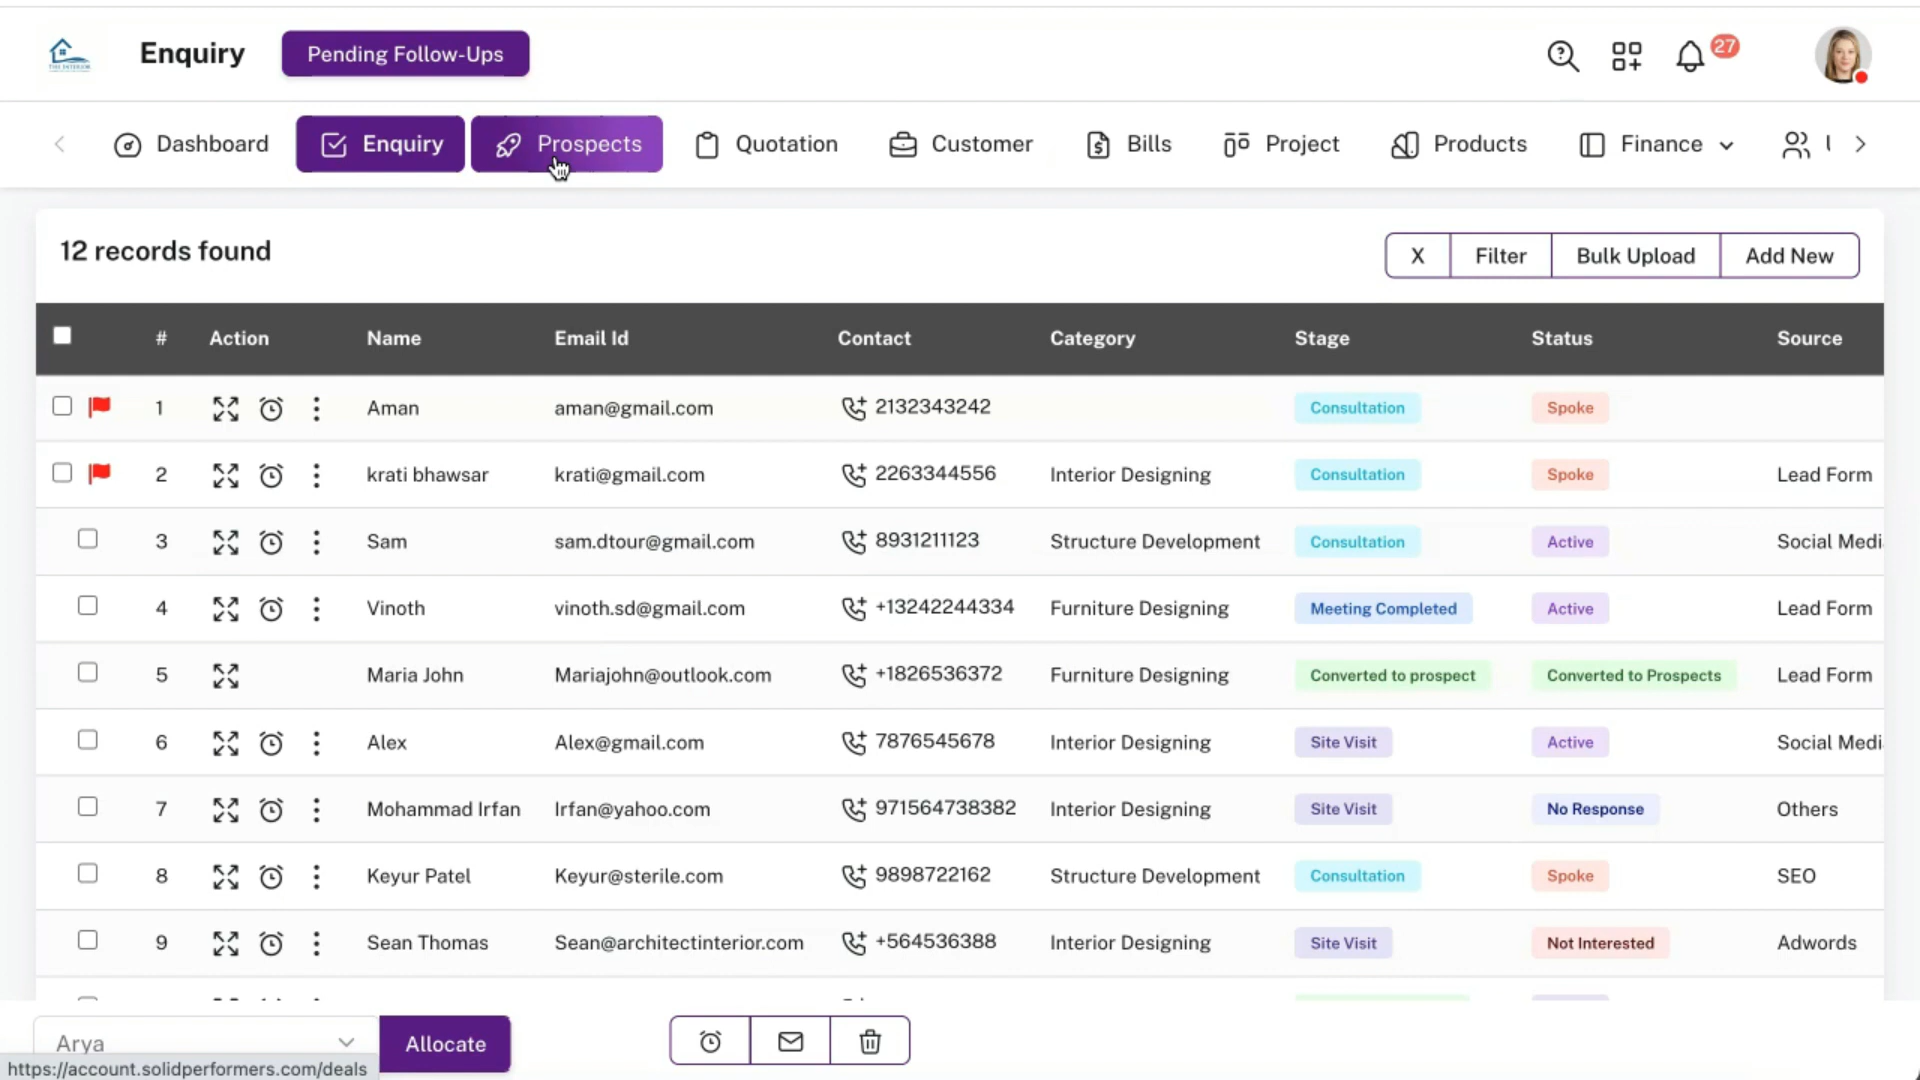 Enquiry Pending Follow-Ups 27
Dashboard Enquiry Prospects Quotation Customer Bills Project Products Finance
12 records found X Filter Bulk Upload Add New
# Action Name Email Id Contact Category Stage Status Source
1 Aman aman@gmail.com 2132343242 Consultation Spoke
2 krati bhawsar krati@gmail.com 2263344556 Interior Designing Consultation Spoke Lead Form
3 Sam sam.dtour@gmail.com 8931211123 Structure Development Consultation Active Social Medi
4 Vinoth vinoth.sd@gmail.com +13242244334 Furniture Designing Meeting Completed Active Lead Form
5 Maria John Mariajohn@outlook.com +1826536372 Furniture Designing Converted to prospect Converted to Prospects Lead Form
6 Alex Alex@gmail.com 7876545678 Interior Designing Site Visit Active Social Medi
7 Mohammad Irfan Irfan@yahoo.com 971564738382 Interior Designing Site Visit No Response Others
8 Keyur Patel Keyur@sterile.com 9898722162 Structure Development Consultation Spoke SEO
9 Sean Thomas Sean@architectinterior.com +564536388 Interior Designing Site Visit Not Interested Adwords
Arya Allocate
https://account.solidperformers.com/deals